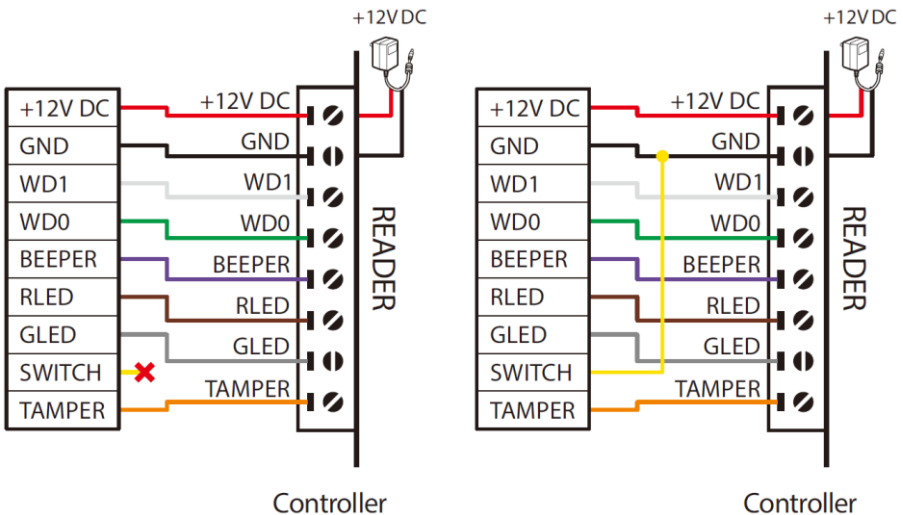 +12V DC
+12V DC
GND
WD1
WD0
BEEPER
RLED
GLED
SWITCH
TAMPER
+12V DC
GND
WD1
WD0
BEEPER
RLED
GLED
TAMPER
READER
Controller
+12V DC
+12V DC
GND
WD1
WD0
BEEPER
RLED
GLED
SWITCH
TAMPER
+12V DC
GND
WD1
WD0
BEEPER
RLED
GLED
TAMPER
READER
Controller